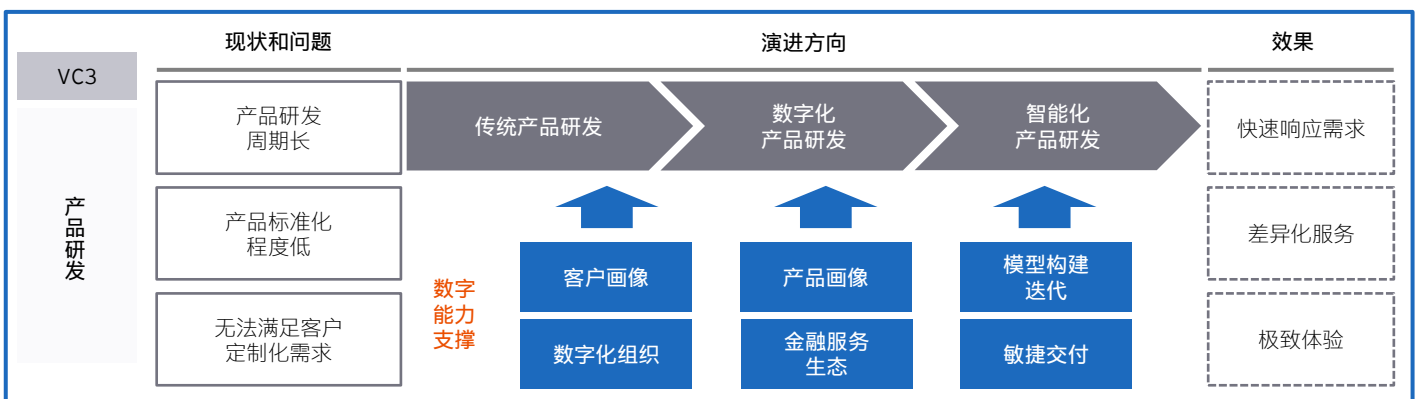 现状和问题
演进方向
效果
VC3
产品研发
产品研发
周期长
产品标准化
程度低
无法满足客户
定制化需求
传统产品研发
数字化
产品研发
智能化
产品研发
数字
能力
支撑
客户画像
产品画像
模型构建
迭代
数字化组织
金融服务
生态
敏捷交付
快速响应需求
差异化服务
极致体验